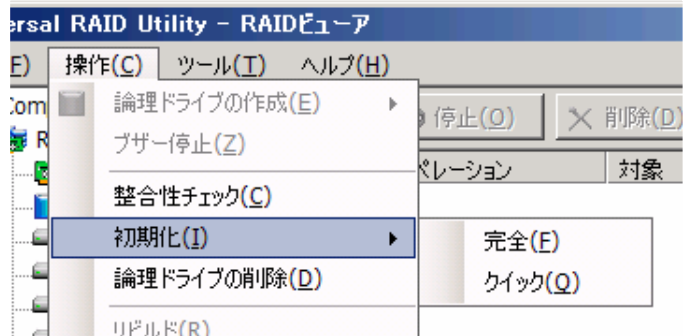 ersal RAID Utility - RAIDビューア
F) 操作(C) ツール(T) ヘルプ(H)
Com
論理ドライブの作成(E)
停止(O) 削除(D)
R
ブザー停止(Z)
ペレーション 対象
整合性チェック(C)
初期化(I)
完全(F)
論理ドライブの削除(D)
クイック(Q)
リビルド(R)